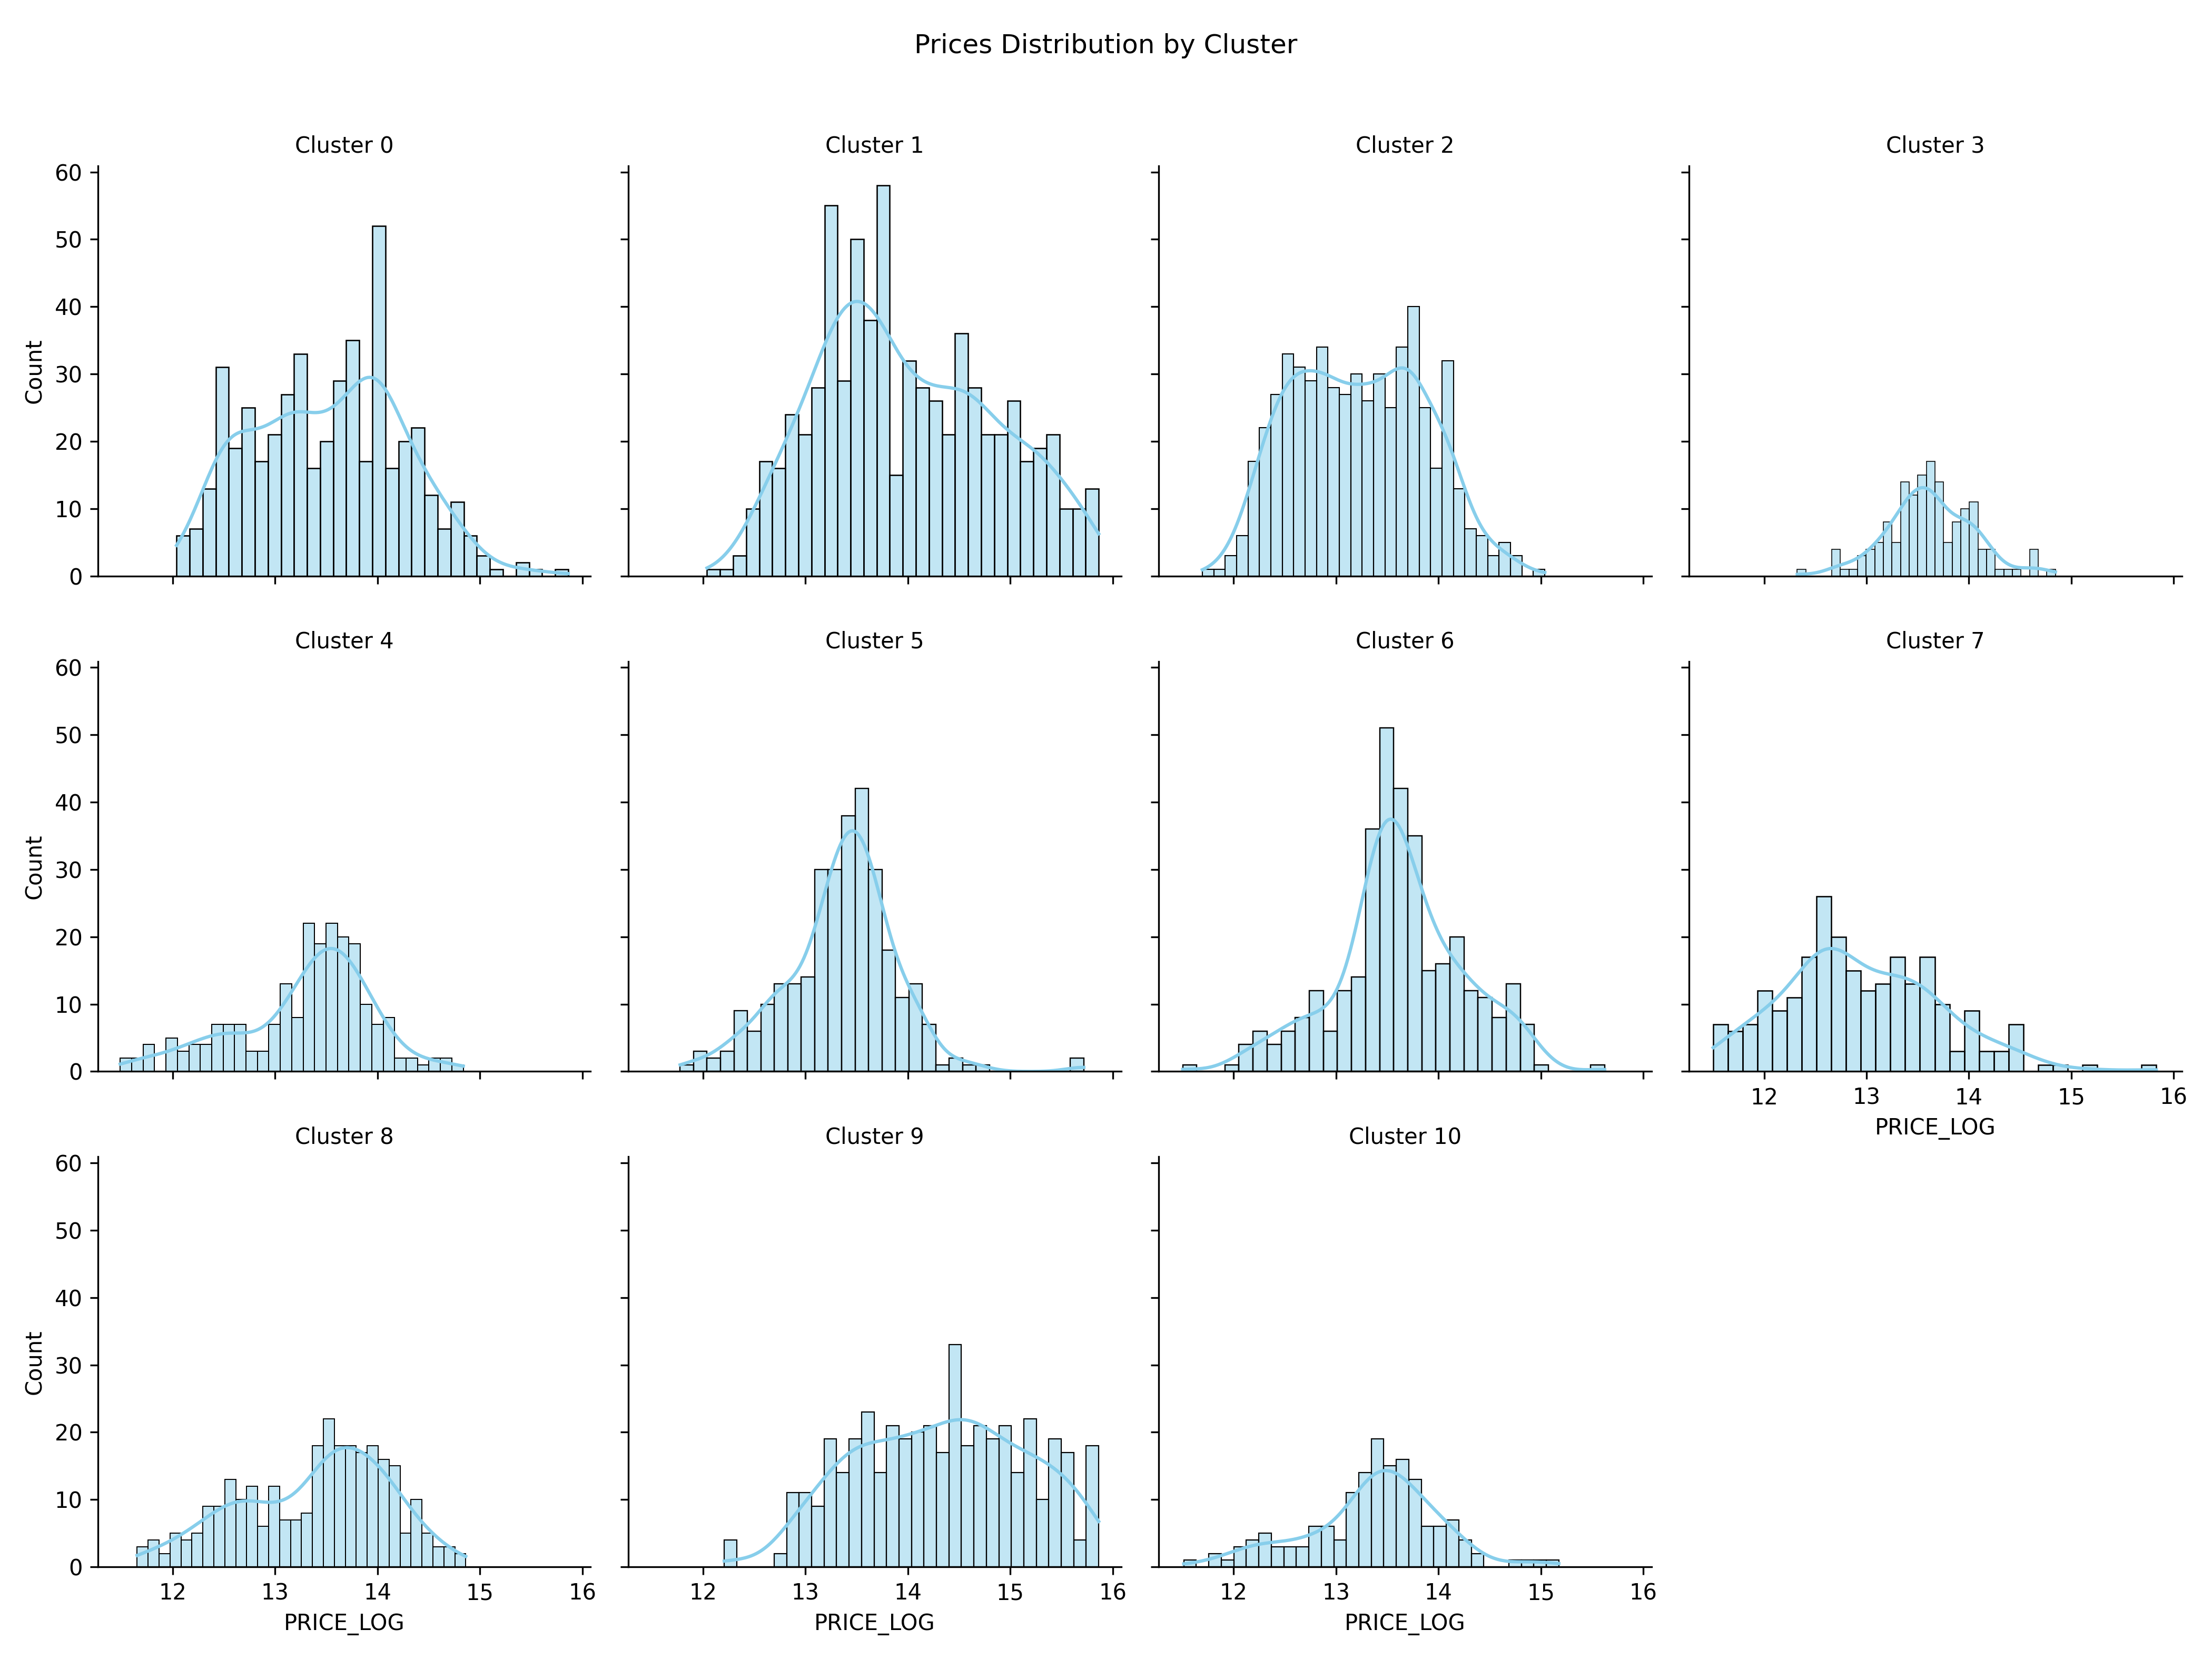 Prices Distribution by Cluster
Cluster 0
Cluster 1
Cluster 2
Cluster 3
60
50
40
30
20
10
0
Count
Cluster 4
Cluster 5
Cluster 6
Cluster 7
60
50
40
30
20
10
0
Count
12 13 14 15 16
PRICE_LOG
Cluster 8
Cluster 9
Cluster 10
60
50
40
30
20
10
0
Count
12 13 14 15 16
PRICE_LOG
12 13 14 15 16
PRICE_LOG
12 13 14 15 16
PRICE_LOG